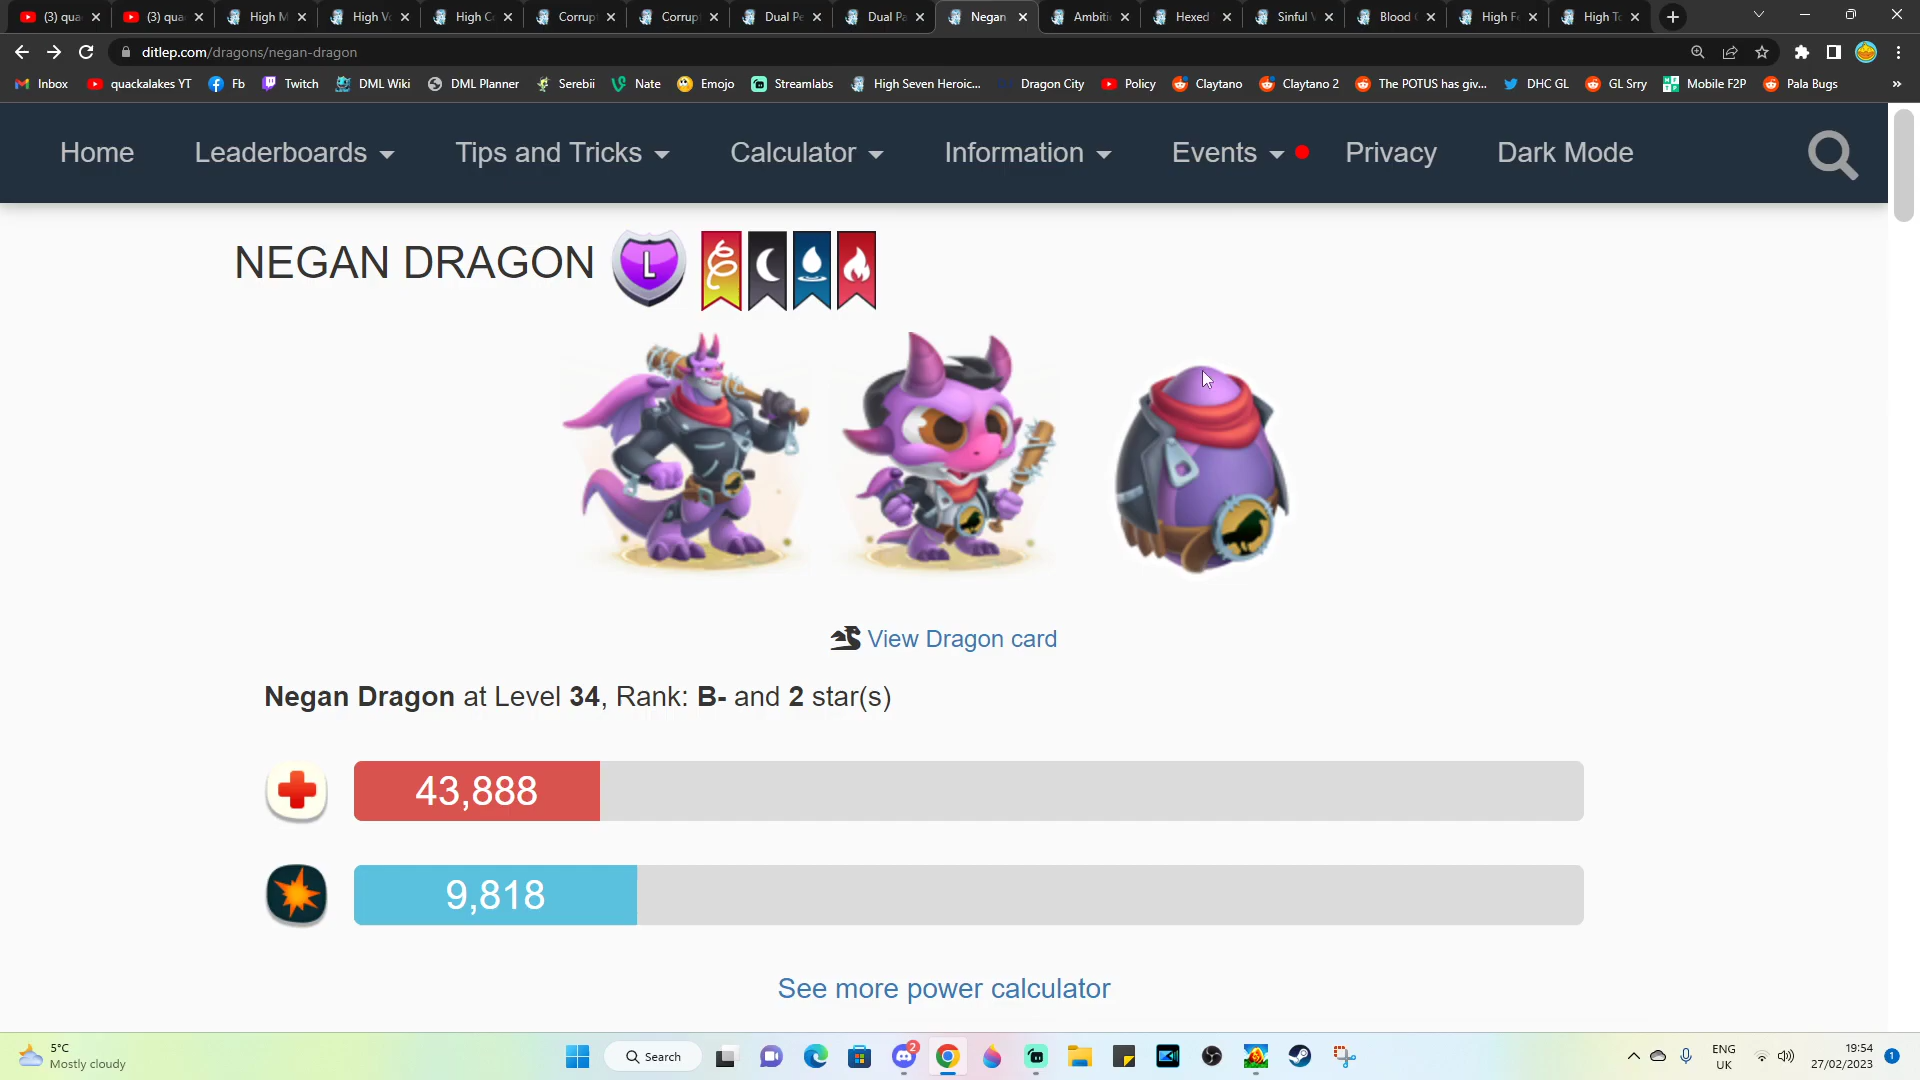 (3) qua
(3) qua
High M
High V
High C
Corrup
Corrup
Dual Pe
Dual Pa
Negan
Ambiti
Hexed
Sinful V
Blood
High F
High T
ditlep.com/dragons/negan-dragon
Inbox
quackalakes YT
Fb
Twitch
DML Wiki
DML Planner
Serebii
Nate
Emojo
Streamlabs
High Seven Heroic...
Dragon City
Policy
Claytano
Claytano 2
The POTUS has giv...
DHC GL
GL Srry
Mobile F2P
Pala Bugs
»
Home
Leaderboards
Tips and Tricks
Calculator
Information
Events
Privacy
Dark Mode
NEGAN DRAGON
L
View Dragon card
Negan Dragon at Level 34, Rank: B- and 2 star(s)
43,888
9,818
See more power calculator
5°C
Mostly cloudy
Search
2
ENG
UK
19:54
27/02/2023
1